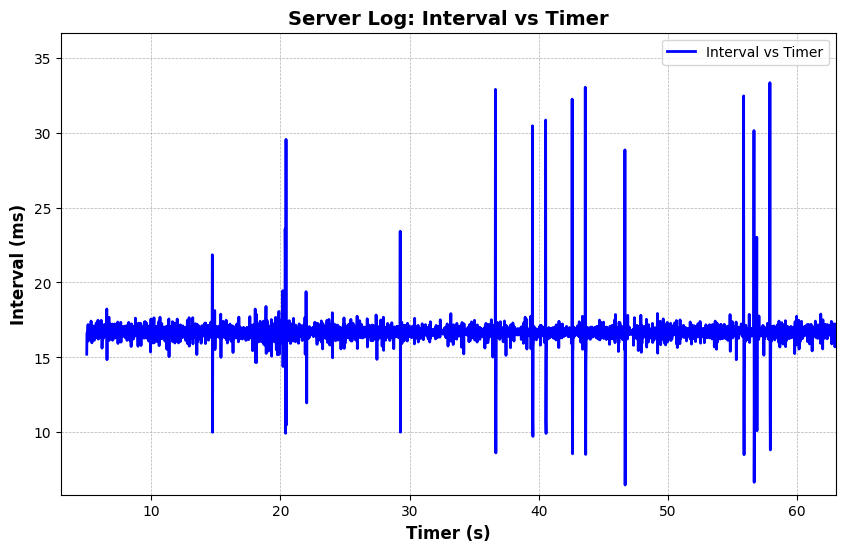 Server Log: Interval vs Timer
Interval vs Timer
35
30
25
20
15
10
Interval (ms)
10 20 30 40 50 60
Timer (s)